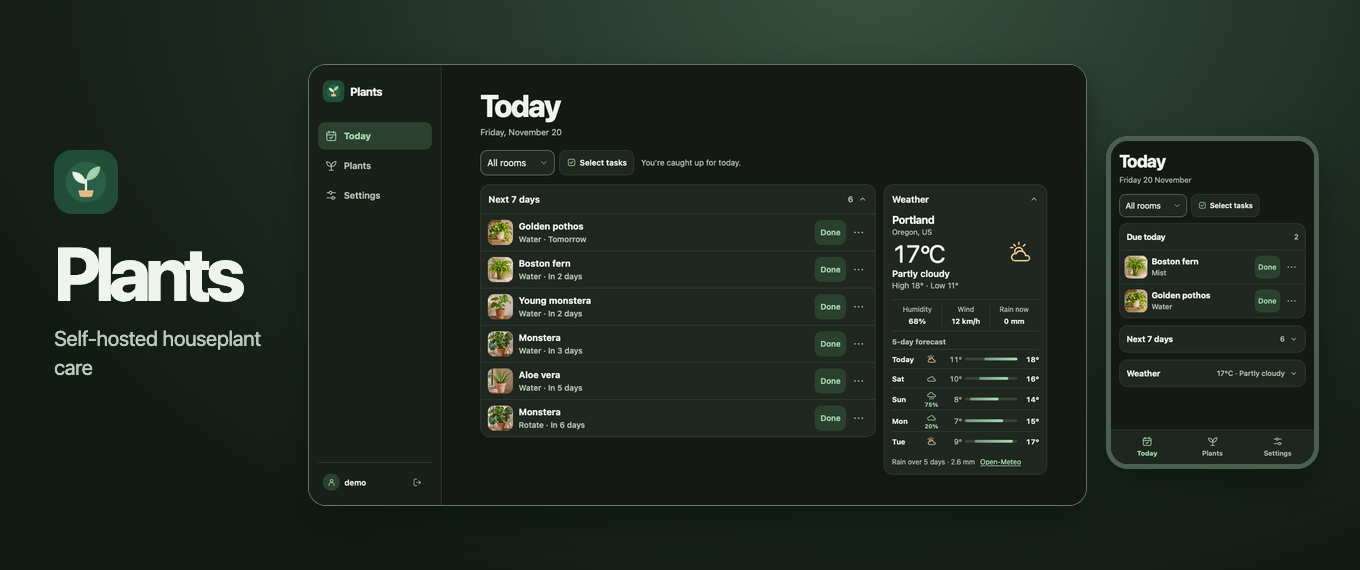 Plants
Self-hosted houseplant
care
Plants
Today
Plants
Settings
demo
Today
Friday, November 20
All rooms
Select tasks
You're caught up for today.
Next 7 days
6
Golden pothos
Water · Tomorrow
Done
Boston fern
Water · In 2 days
Done
Young monstera
Water · In 2 days
Done
Monstera
Water · In 3 days
Done
Aloe vera
Water · In 5 days
Done
Monstera
Rotate · In 6 days
Done
Weather
Portland
Oregon, US
17°C
Partly cloudy
High 18° · Low 11°
Humidity
68%
Wind
12 km/h
Rain now
0 mm
5-day forecast
Today 11° 18°
Sat 10° 16°
Sun 75% 8° 14°
Mon 20% 7° 15°
Tue 9° 17°
Rain over 5 days · 2.6 mm Open-Meteo
Today
Friday 20 November
All rooms
Select tasks
Due today
2
Boston fern
Mist
Done
Golden pothos
Water
Done
Next 7 days
6
Weather
17°C · Partly cloudy
Today
Plants
Settings